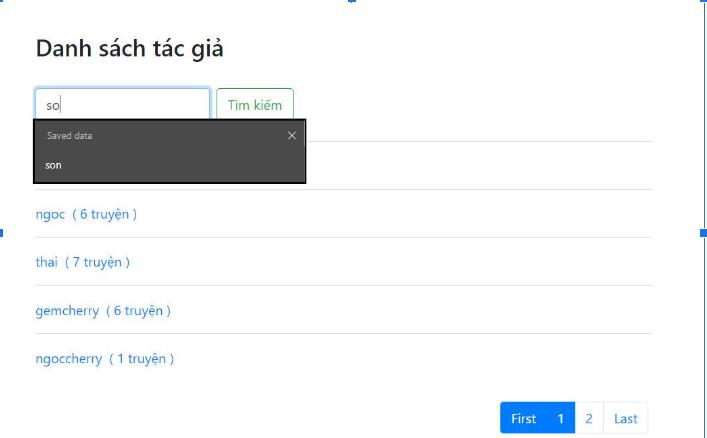 Danh sách tác giả
so
Tìm kiếm
Saved data
son
ngoc ( 6 truyện )
thai ( 7 truyện )
gemcherry ( 6 truyện )
ngoccherry ( 1 truyện )
First 1 2 Last